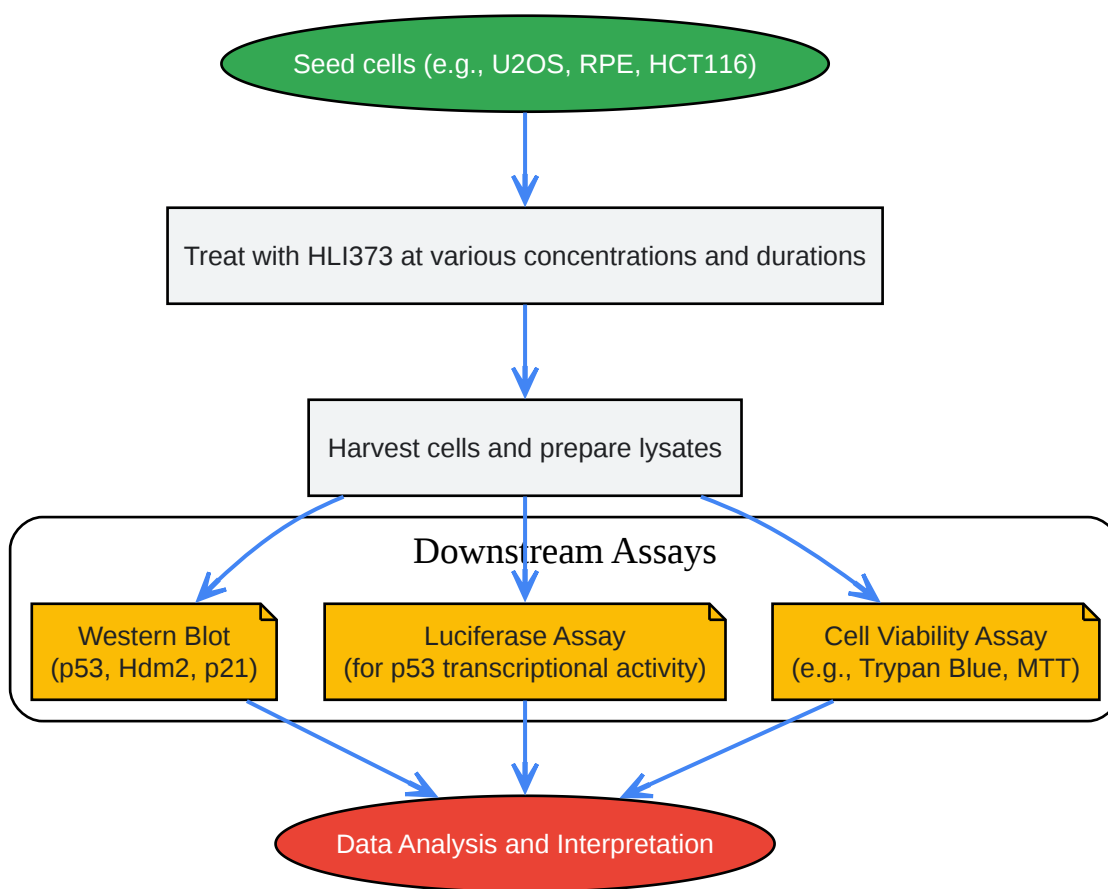 Seed cells (e.g., U2OS, RPE, HCT116)
Treat with HLI373 at various concentrations and durations
Harvest cells and prepare lysates
Downstream Assays
Western Blot
(p53, Hdm2, p21)
Luciferase Assay
(for p53 transcriptional activity)
Cell Viability Assay
(e.g., Trypan Blue, MTT)
Data Analysis and Interpretation